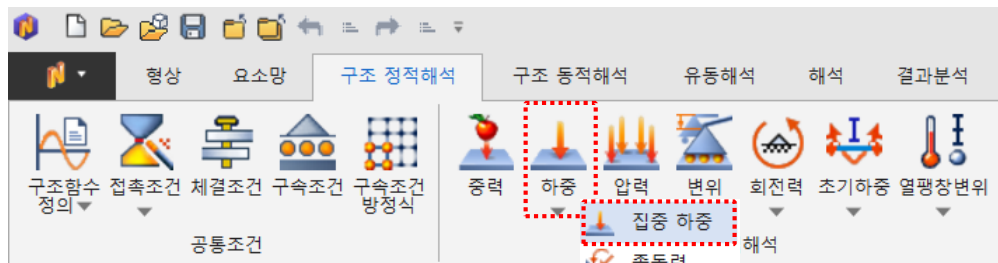 형상 요소망 구조 정적해석 구조 동적해석 유동해석 해석 결과분석
구조함수 접촉조건 체결조건 구속조건 구속조건 중력 하중 압력 변위 회전력 초기하중 열팽창변위
정의 방정식
집중 하중
공통조건 해석